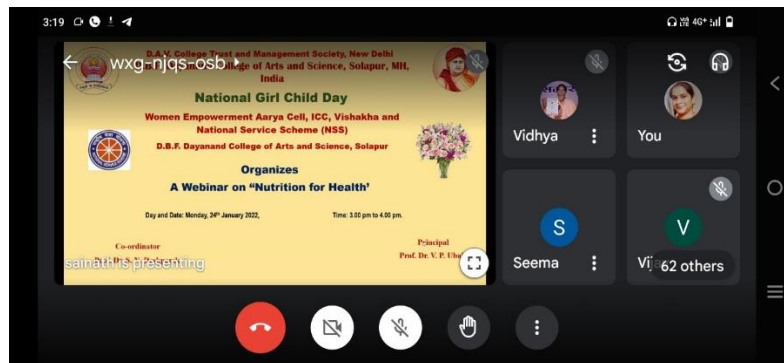 3:19
4G+
wxg-njqs-osb
D.A.V. College Trust and Management Society, New Delhi
College of Arts and Science, Solapur, MH,
India
National Girl Child Day
Women Empowerment Aarya Cell, ICC, Vishakha and
National Service Scheme (NSS)
D.B.F. Dayanand College of Arts and Science, Solapur
Organizes
A Webinar on “Nutrition for Health’
Day and Date: Monday, 24th January 2022,
Time: 3.00 pm to 4.00 pm.
Co-ordinator
Principal
Prof. Dr. V. P.
sainath is presenting
Vidhya
You
S
Seema
V
62 others